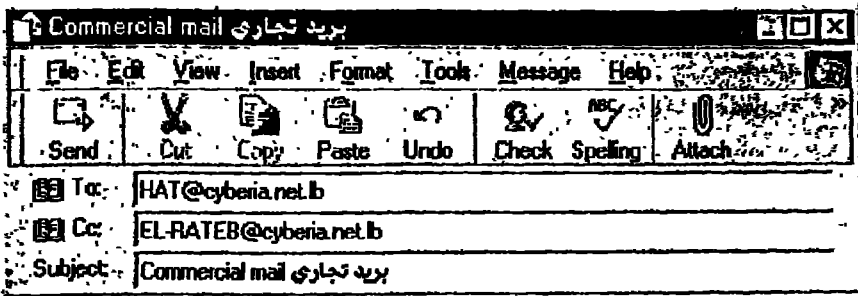 Commercial mail بريد تجاري
File Edit View Insert Format Tools Message Help
Send Cut Copy Paste Undo Check Spelling Attach
To: HAT@cyberia.net.lb
Cc: EL-RATEB@cyberia.net.lb
Subject: Commercial mail بريد تجاري